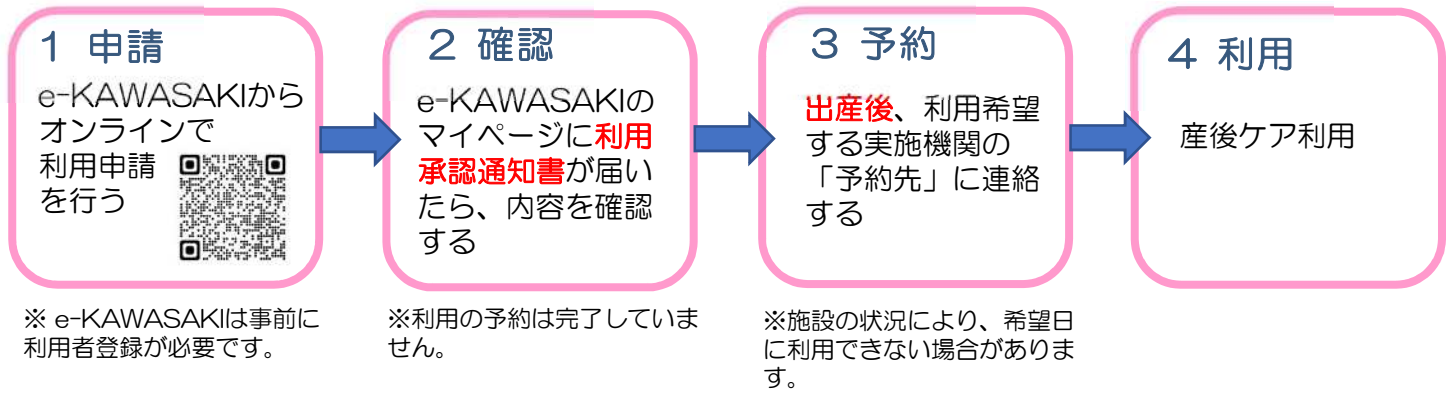 1 申請
e-KAWASAKIから
オンラインで
利用申請
を行う
※ e-KAWASAKIは事前に
利用者登録が必要です。
2 確認
e-KAWASAKIの
マイページに利用
承認通知書が届い
たら、内容を確認
する
※利用の予約は完了していま
せん。
3 予約
出産後、利用希望
する実施機関の
「予約先」に連絡
する
※施設の状況により、希望日
に利用できない場合がありま
す。
4 利用
産後ケア利用